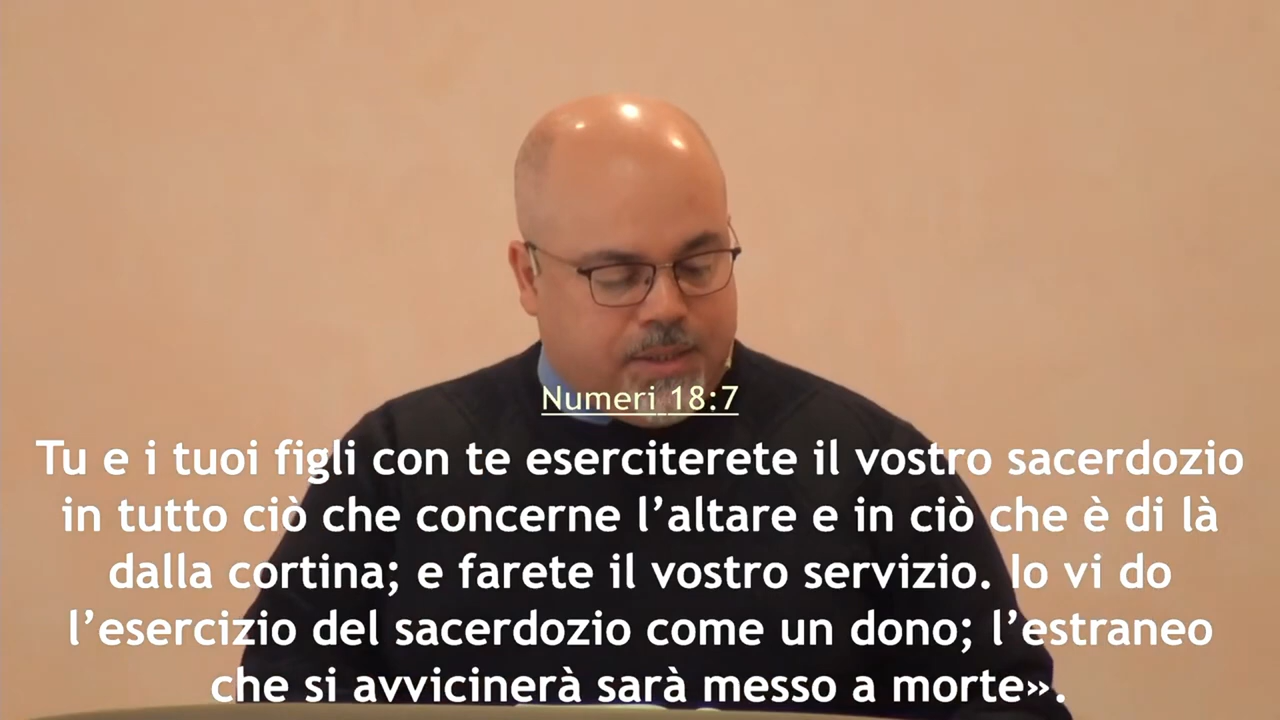 Numeri 18:7
Tu e i tuoi figli con te eserciterete il vostro sacerdozio
in tutto ciò che concerne l’altare e in ciò che è di là
dalla cortina; e farete il vostro servizio. Io vi do
l’esercizio del sacerdozio come un dono; l’estraneo
che si avvicinerà sarà messo a morte».